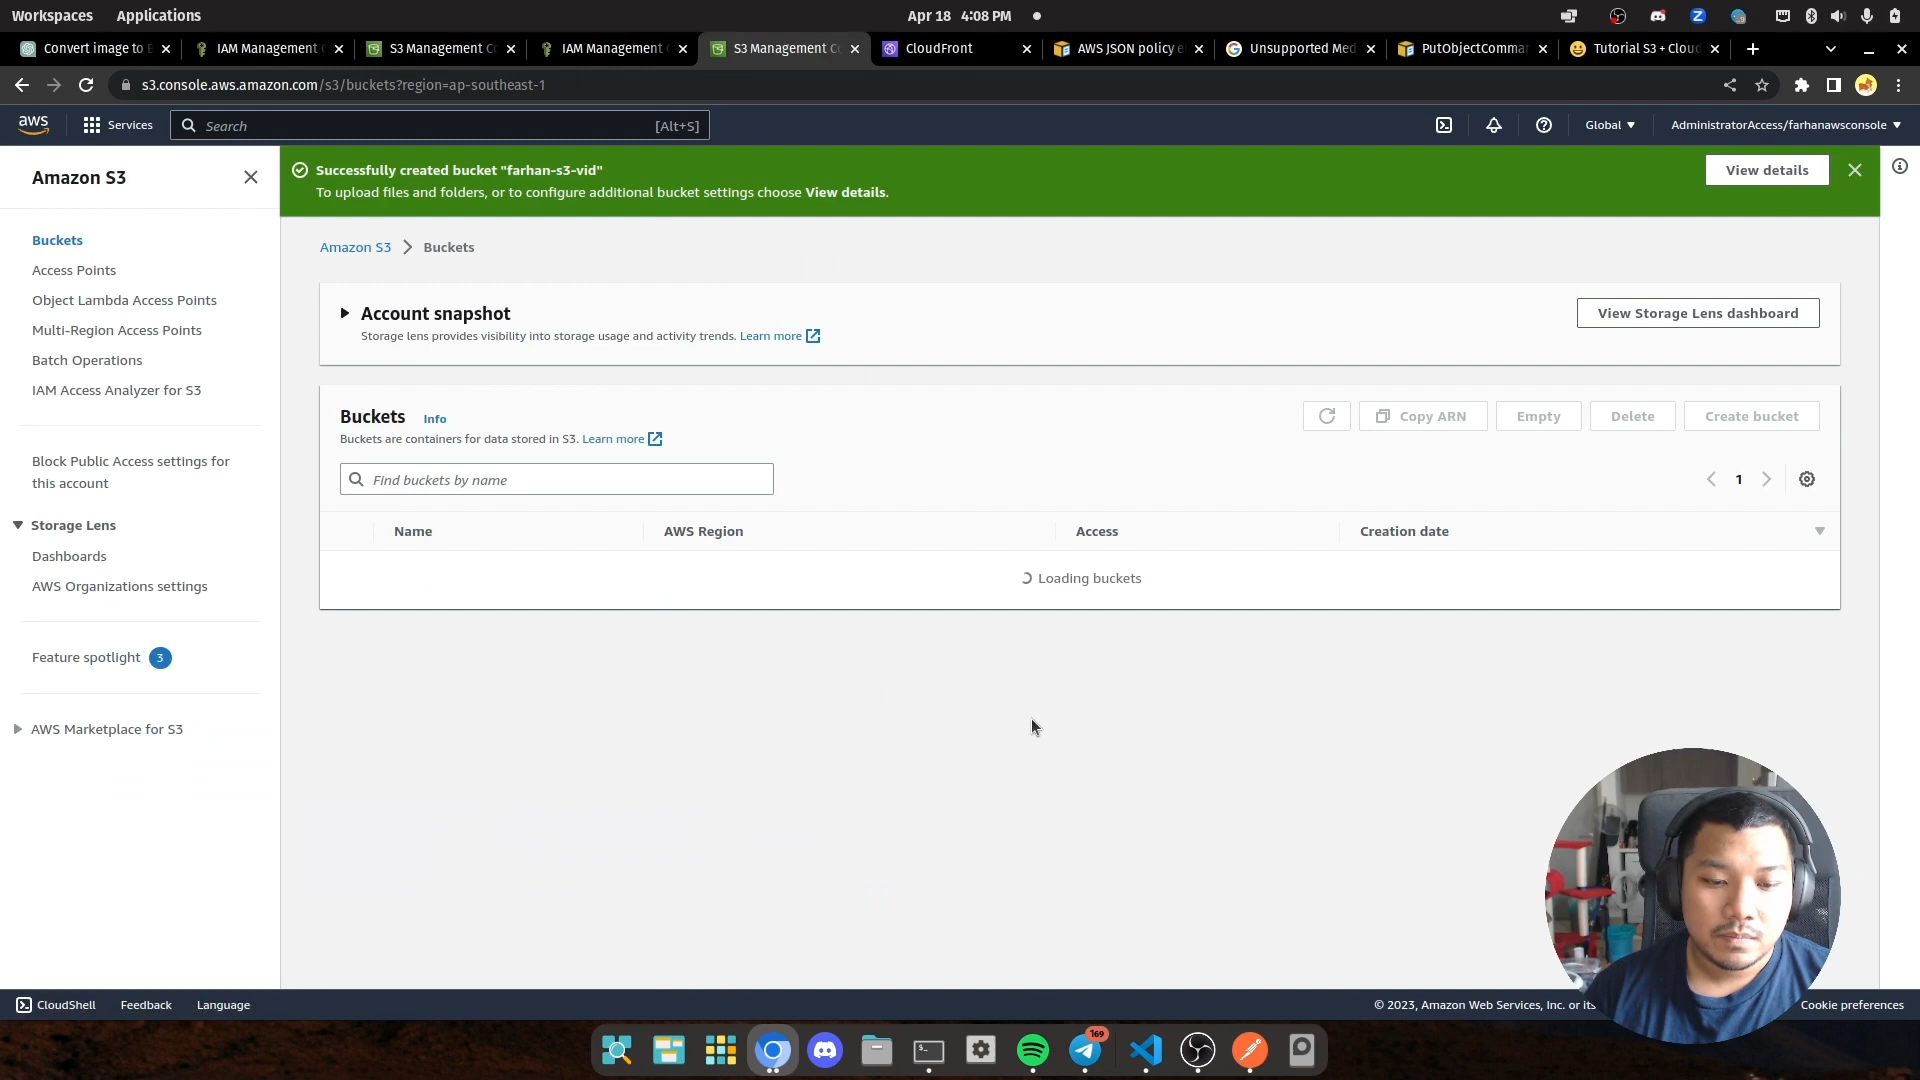 Workspaces
Applications
Apr 18 4:08 PM
Convert image to
IAM Management
S3 Management Co
IAM Management
S3 Management Co
CloudFront
AWS JSON policy e
Unsupported Med
PutObjectComma
Tutorial S3 + Cloud
s3.console.aws.amazon.com/s3/buckets?region=ap-southeast-1
aws
Services
Search
[Alt+S]
Global
AdministratorAccess/farhanawsconsole
Amazon S3
Buckets
Access Points
Object Lambda Access Points
Multi-Region Access Points
Batch Operations
IAM Access Analyzer for S3
Block Public Access settings for
this account
Storage Lens
Dashboards
AWS Organizations settings
Feature spotlight 3
AWS Marketplace for S3
Successfully created bucket "farhan-s3-vid"
To upload files and folders, or to configure additional bucket settings choose View details.
View details
Amazon S3
Buckets
Account snapshot
Storage lens provides visibility into storage usage and activity trends. Learn more
View Storage Lens dashboard
Buckets Info
Buckets are containers for data stored in S3. Learn more
Copy ARN
Empty
Delete
Create bucket
Find buckets by name
1
Name
AWS Region
Access
Creation date
Loading buckets
CloudShell
Feedback
Language
© 2023, Amazon Web Services, Inc. or its
Cookie preferences
169